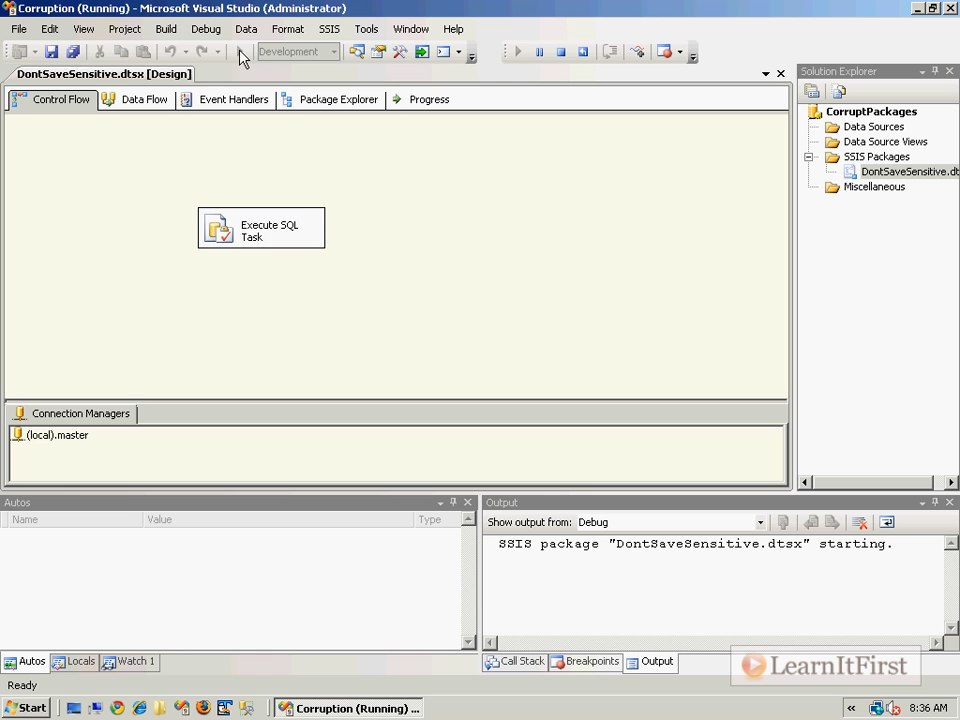 Corruption (Running) - Microsoft Visual Studio (Administrator)
File Edit View Project Build Debug Data Format SSIS Tools Window Help
Development
DontSaveSensitive.dtsx [Design]
Control Flow Data Flow Event Handlers Package Explorer Progress
Execute SQL
Task
Connection Managers
(local).master
Solution Explorer
CorruptPackages
Data Sources
Data Source Views
SSIS Packages
DontSaveSensitive.dt
Miscellaneous
Autos
Name Value Type
Autos Locals Watch 1
Output
Show output from: Debug
SSIS package "DontSaveSensitive.dtsx" starting.
Call Stack Breakpoints Output
LearnItFirst
Ready
Start Corruption (Running) ... « 8:36 AM